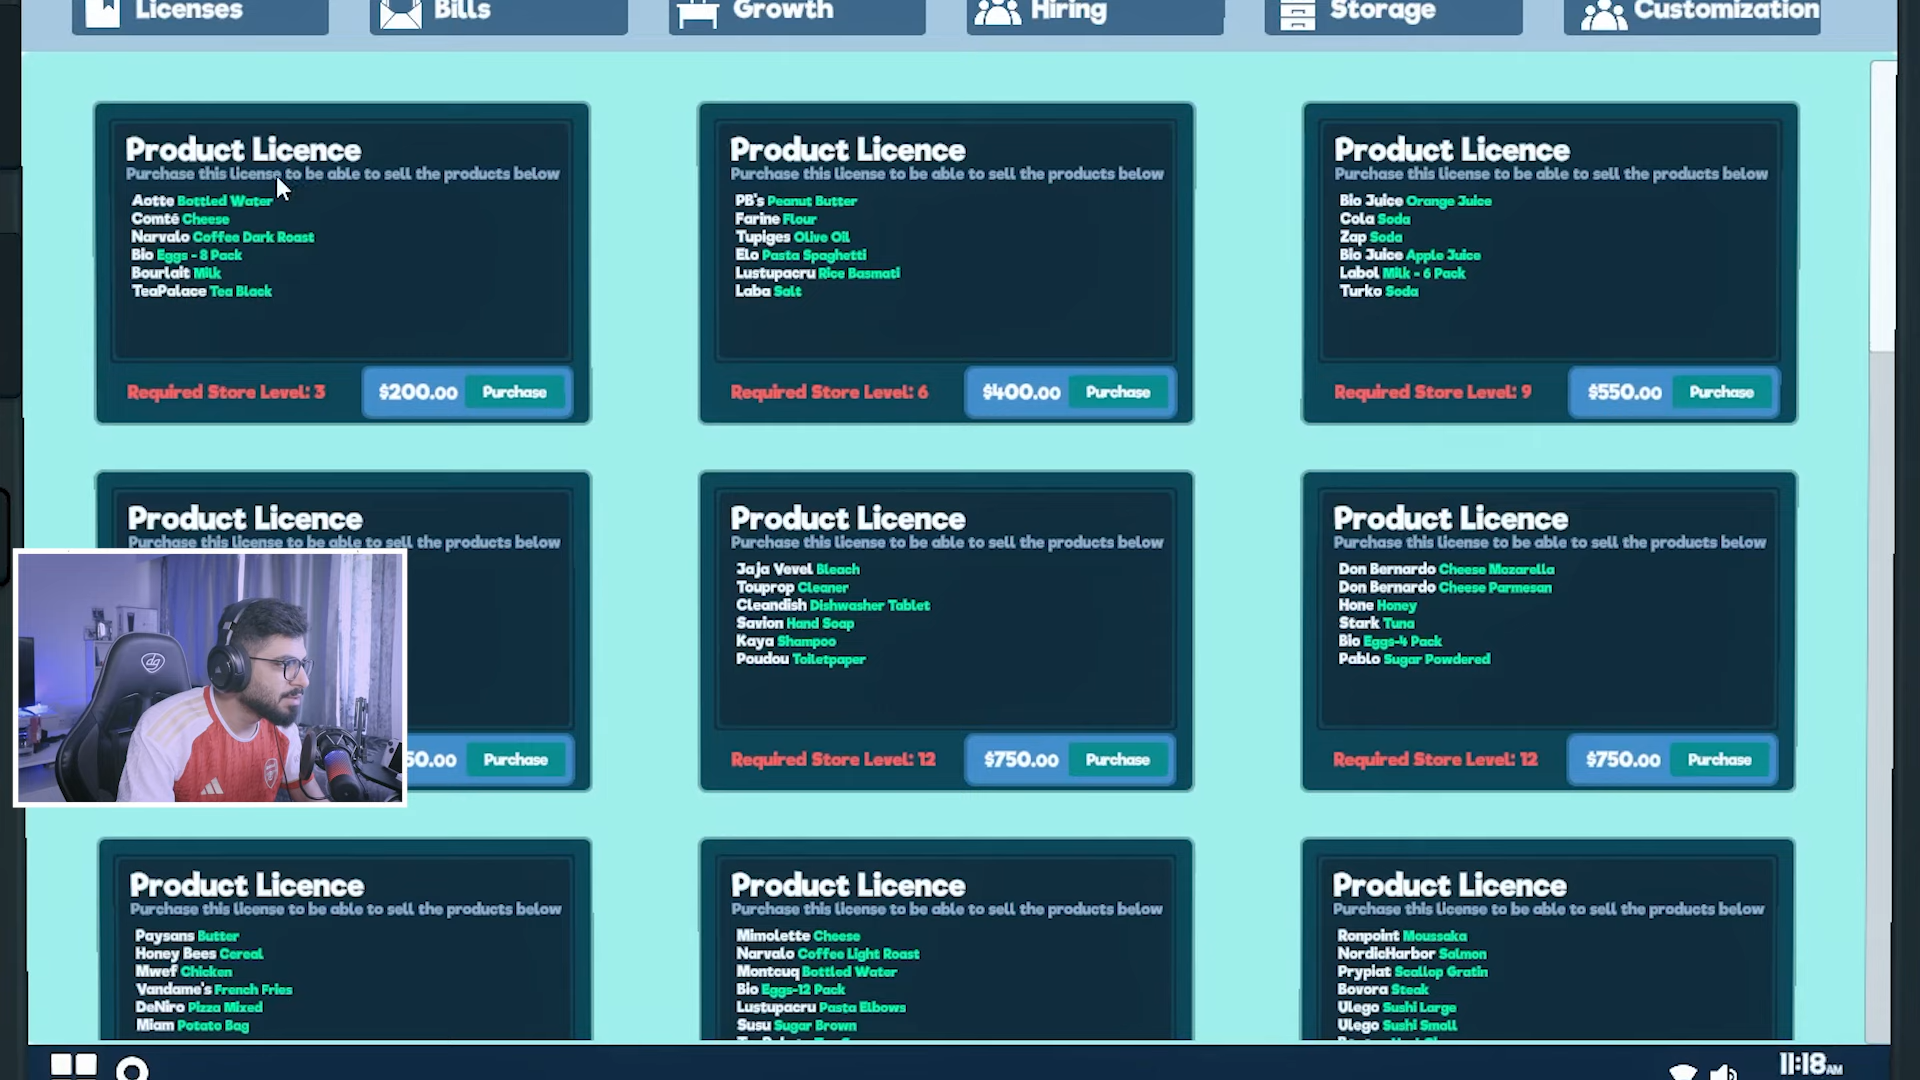 Licenses
Bills
Growth
Hiring
Storage
Customization
Product Licence
Purchase this license to be able to sell the products below
Aotte Bottled Water
Comté Cheese
Narvalo Coffee Dark Roast
Bio Eggs - 8 Pack
Bourlait Milk
TeaPalace Tea Black
Required Store Level: 3
$200.00
Purchase
Product Licence
Purchase this license to be able to sell the products below
PB's Peanut Butter
Farine Flour
Tupiges Olive Oil
Elo Pasta Spaghetti
Lustupacru Rice Basmati
Laba Salt
Required Store Level: 6
$400.00
Purchase
Product Licence
Purchase this license to be able to sell the products below
Bio Juice Orange Juice
Cola Soda
Zap Soda
Bio Juice Apple Juice
Labol Milk - 6 Pack
Turko Soda
Required Store Level: 9
$550.00
Purchase
Product Licence
Purchase this license to be able to sell the products below
50.00
Purchase
Product Licence
Purchase this license to be able to sell the products below
Jaja Vevel Bleach
Touprop Cleaner
Cleandish Dishwasher Tablet
Savion Hand Soap
Kaya Shampoo
Poudou Toiletpaper
Required Store Level: 12
$750.00
Purchase
Product Licence
Purchase this license to be able to sell the products below
Don Bernardo Cheese Mozarella
Don Bernardo Cheese Parmesan
Hone Honey
Stark Tuna
Bio Eggs-4 Pack
Pablo Sugar Powdered
Required Store Level: 12
$750.00
Purchase
Product Licence
Purchase this license to be able to sell the products below
Paysans Butter
Honey Bees Cereal
Mwef Chicken
Vandame's French Fries
DeNiro Pizza Mixed
Miam Potato Bag
Product Licence
Purchase this license to be able to sell the products below
Mimolette Cheese
Narvalo Coffee Light Roast
Montcuq Bottled Water
Bio Eggs-12 Pack
Lustupacru Pasta Elbows
Susu Sugar Brown
Product Licence
Purchase this license to be able to sell the products below
Ronpoint Moussaka
NordicHarbor Salmon
Prypiat Scallop Gratin
Bovora Steak
Ulego Sushi Large
Ulego Sushi Small
11:18AM